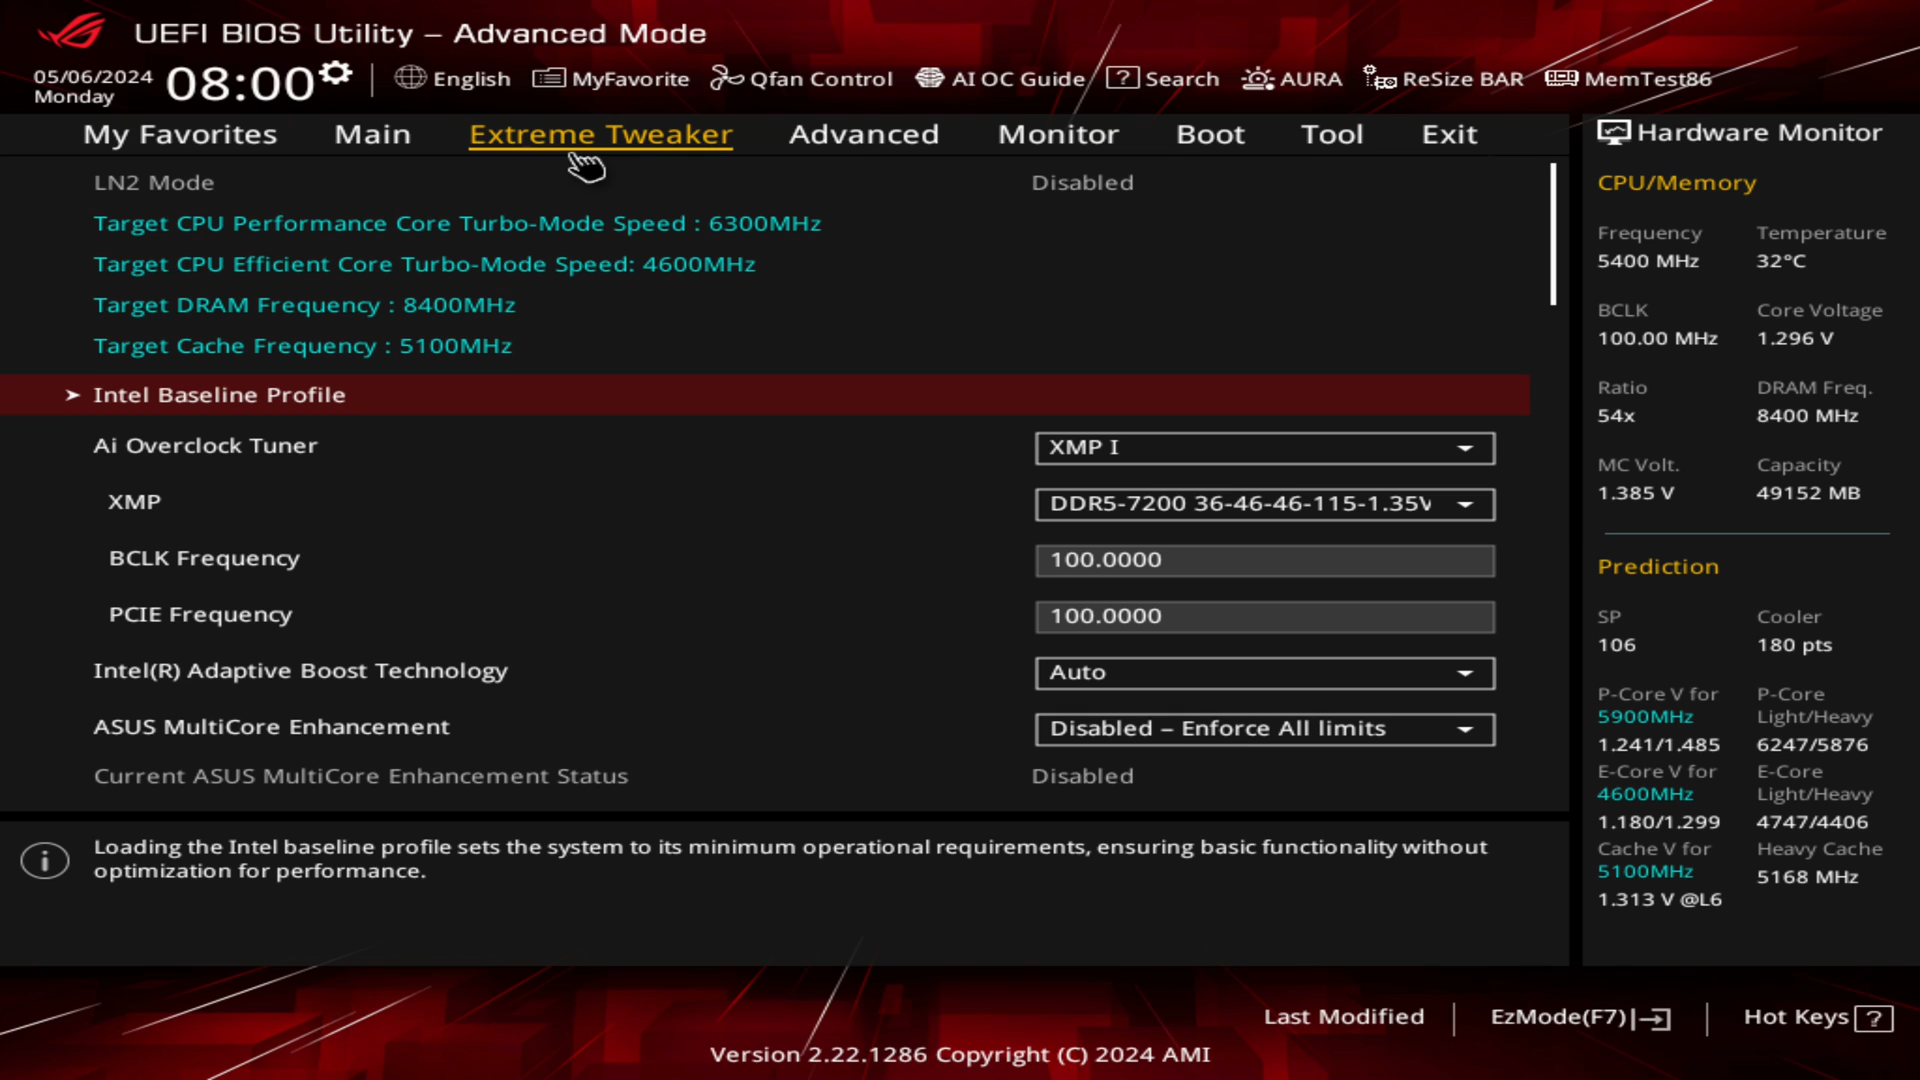 UEFI BIOS Utility – Advanced Mode
05/06/2024
Monday
08:00
English
MyFavorite
Qfan Control
AI OC Guide
? Search
AURA
ReSize BAR
MemTest86
My Favorites
Main
Extreme Tweaker
Advanced
Monitor
Boot
Tool
Exit
LN2 Mode Disabled
Target CPU Performance Core Turbo-Mode Speed : 6300MHz
Target CPU Efficient Core Turbo-Mode Speed: 4600MHz
Target DRAM Frequency : 8400MHz
Target Cache Frequency : 5100MHz
Intel Baseline Profile
Ai Overclock Tuner XMP I
XMP DDR5-7200 36-46-46-115-1.35V
BCLK Frequency 100.0000
PCIE Frequency 100.0000
Intel(R) Adaptive Boost Technology Auto
ASUS MultiCore Enhancement Disabled – Enforce All limits
Current ASUS MultiCore Enhancement Status Disabled
Loading the Intel baseline profile sets the system to its minimum operational requirements, ensuring basic functionality without
optimization for performance.
Hardware Monitor
CPU/Memory
Frequency Temperature
5400 MHz 32°C
BCLK Core Voltage
100.00 MHz 1.296 V
Ratio DRAM Freq.
54x 8400 MHz
MC Volt. Capacity
1.385 V 49152 MB
Prediction
SP Cooler
106 180 pts
P-Core V for P-Core
5900MHz Light/Heavy
1.241/1.485 6247/5876
E-Core V for E-Core
4600MHz Light/Heavy
1.180/1.299 4747/4406
Cache V for Heavy Cache
5100MHz 5168 MHz
1.313 V @L6
Last Modified
EzMode(F7)
Hot Keys ?
Version 2.22.1286 Copyright (C) 2024 AMI